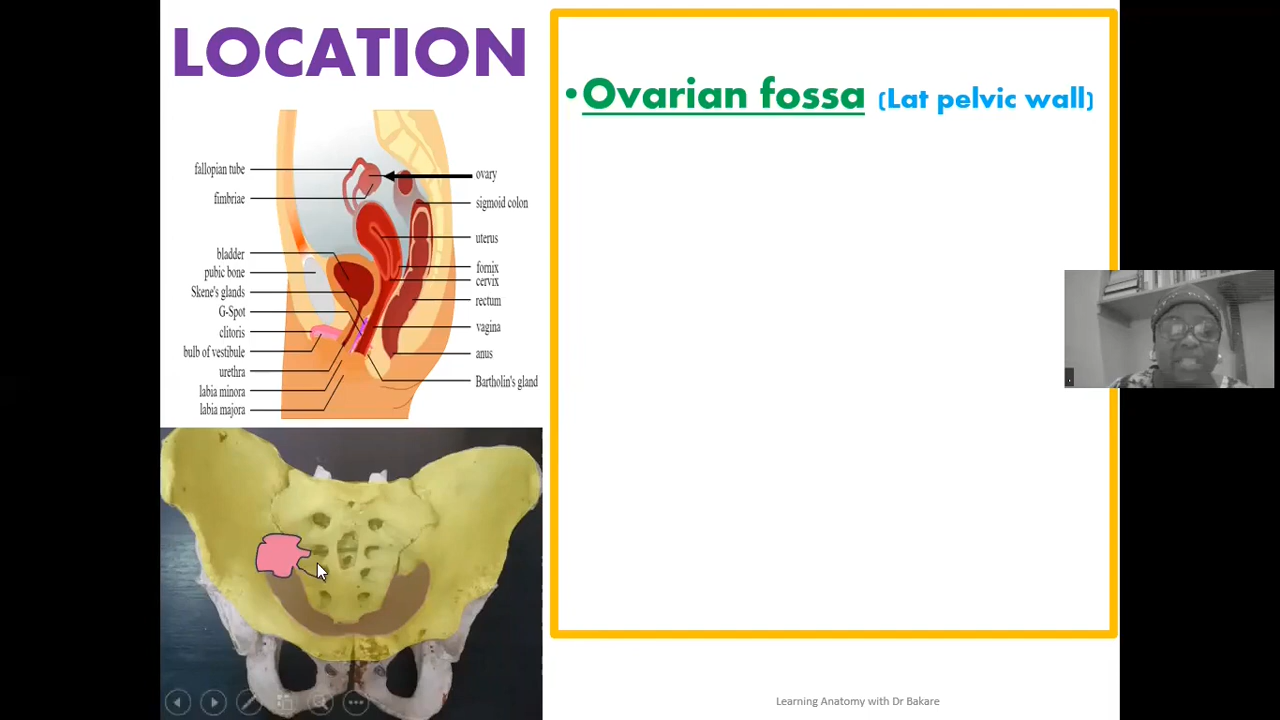 LOCATION
• Ovarian fossa (Lat pelvic wall)
fallopian tube
fimbriae
bladder
pubic bone
Skene's glands
G-Spot
clitoris
bulb of vestibule
urethra
labia minora
labia majora
ovary
sigmoid colon
uterus
fornix
cervix
rectum
vagina
anus
Bartholin's gland
Learning Anatomy with Dr Bakare